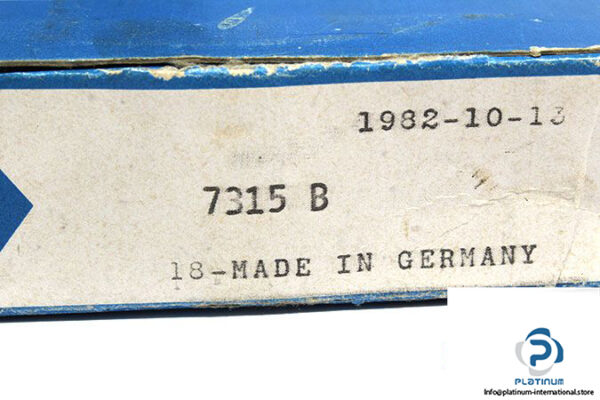 1982-10-13
7315 B
18-MADE IN GERMANY
PLATINUM
Info@platinum-international.store